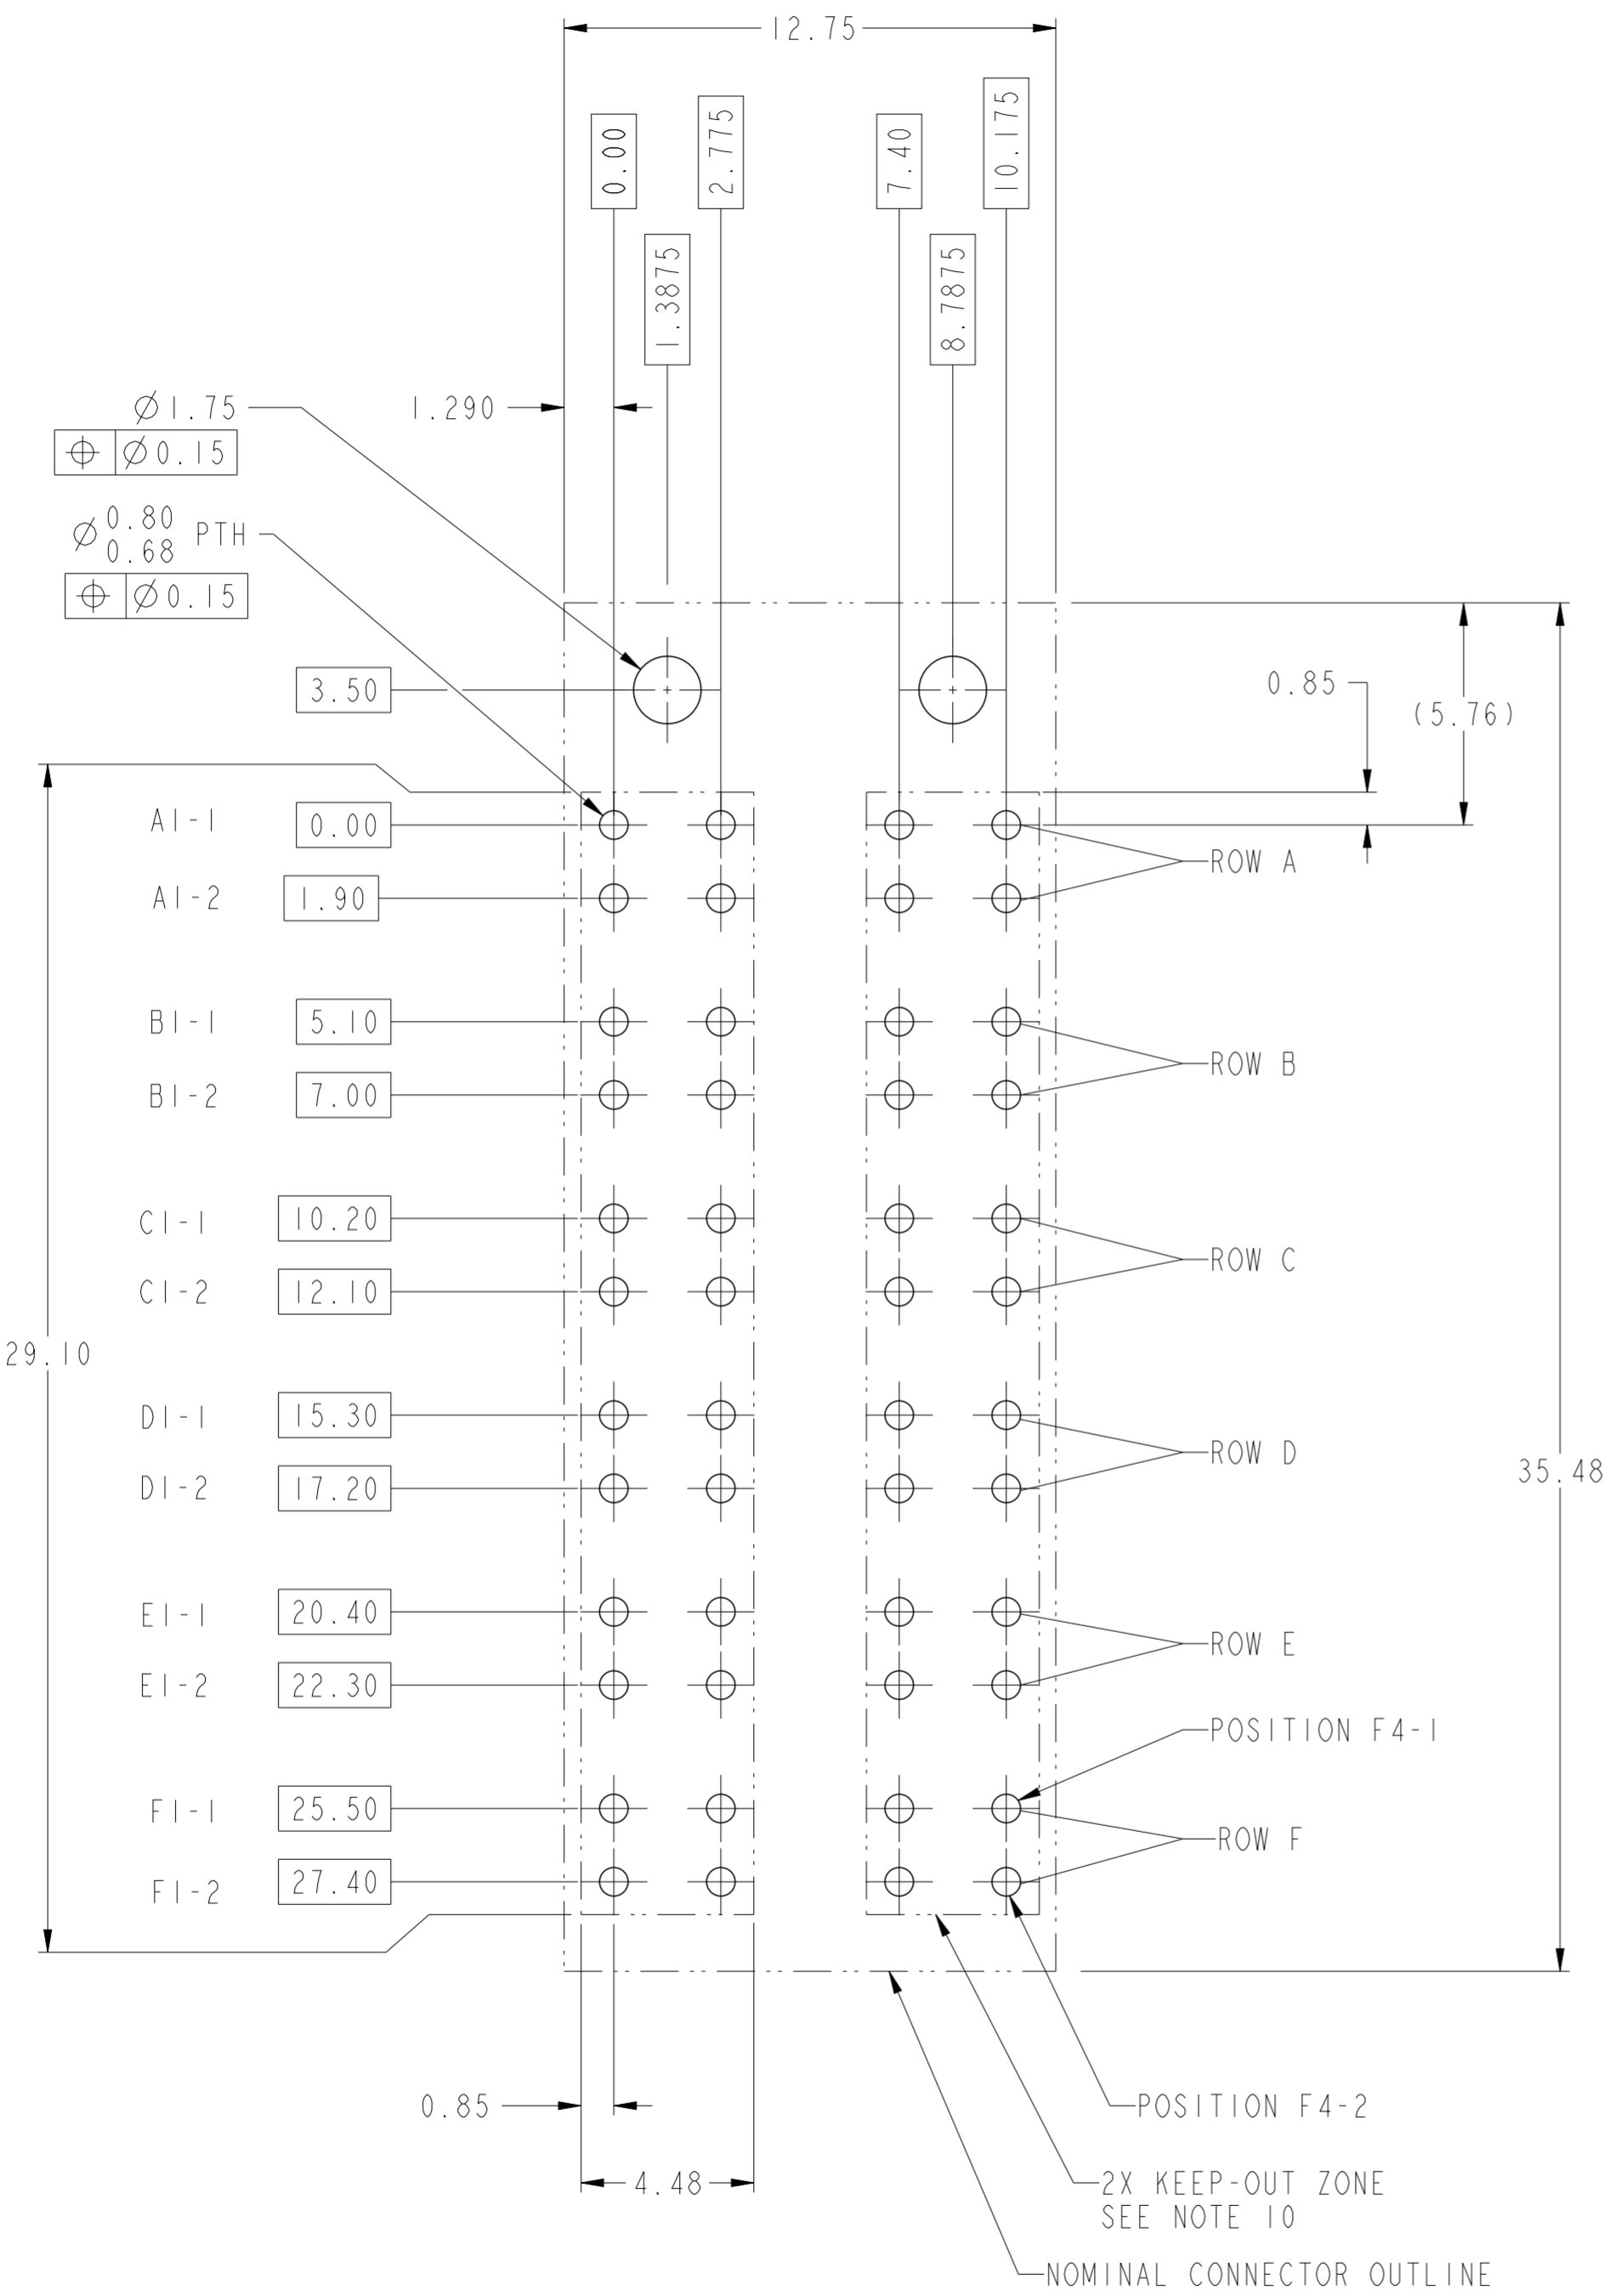 12.75
0.00
2.775
7.40
10.175
1.3875
8.7875
Ø1.75
1.290
⌖ Ø0.15
Ø 0.80 PTH
0.68
⌖ Ø0.15
3.50
0.85
(5.76)
A1-1 0.00
ROW A
A1-2 1.90
B1-1 5.10
ROW B
B1-2 7.00
C1-1 10.20
ROW C
C1-2 12.10
29.10
D1-1 15.30
ROW D
35.48
D1-2 17.20
E1-1 20.40
ROW E
E1-2 22.30
POSITION F4-1
F1-1 25.50
ROW F
F1-2 27.40
0.85
POSITION F4-2
4.48
2X KEEP-OUT ZONE
SEE NOTE 10
NOMINAL CONNECTOR OUTLINE